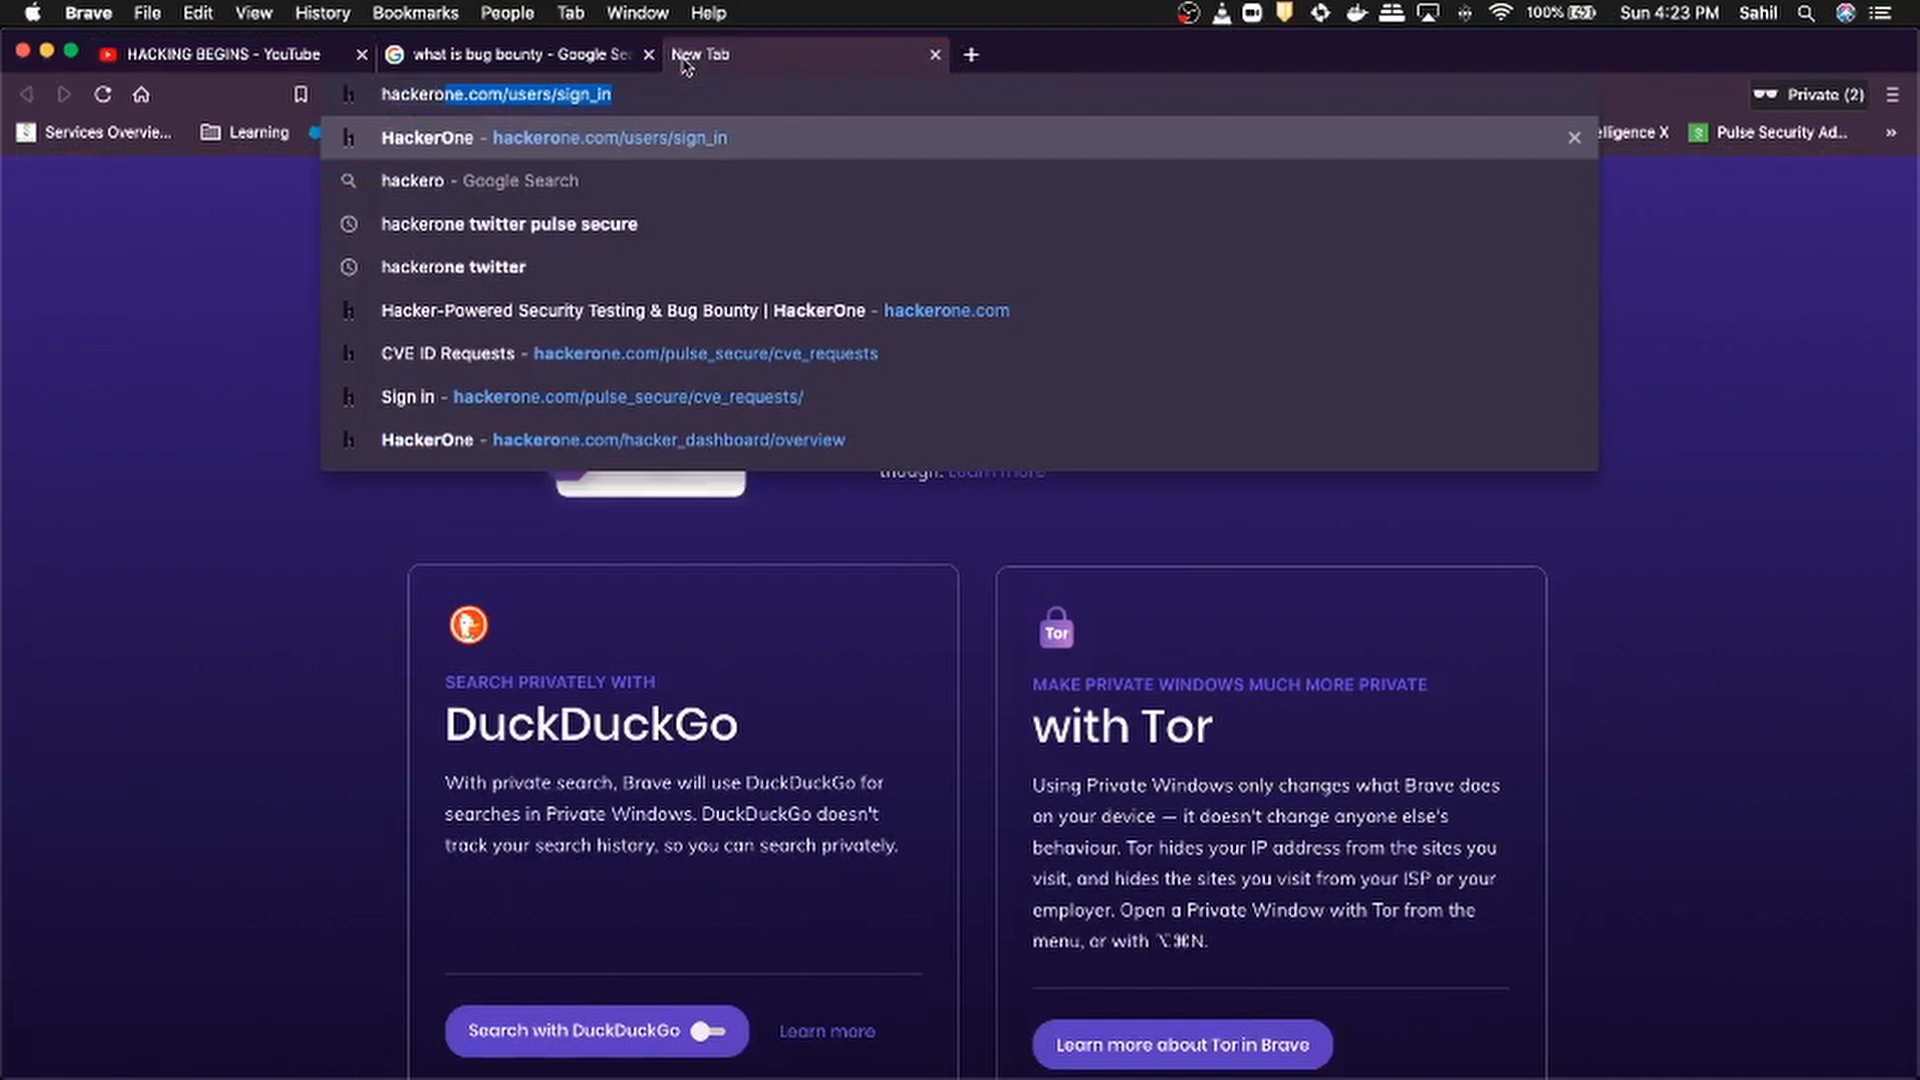 Brave File Edit View History Bookmarks People Tab Window Help 100% Sun 4:23 PM Sahil
HACKING BEGINS - YouTube what is bug bounty - Google Se New Tab
hackerone.com/users/sign_in Private (2)
Services Overvie... Learning HackerOne - hackerone.com/users/sign_in elligence X Pulse Security Ad... »
hackero - Google Search
hackerone twitter pulse secure
hackerone twitter
Hacker-Powered Security Testing & Bug Bounty | HackerOne - hackerone.com
CVE ID Requests - hackerone.com/pulse_secure/cve_requests
Sign in - hackerone.com/pulse_secure/cve_requests/
HackerOne - hackerone.com/hacker_dashboard/overview
though. Learn more
SEARCH PRIVATELY WITH
DuckDuckGo
With private search, Brave will use DuckDuckGo for
searches in Private Windows. DuckDuckGo doesn't
track your search history, so you can search privately.
Search with DuckDuckGo Learn more
Tor
MAKE PRIVATE WINDOWS MUCH MORE PRIVATE
with Tor
Using Private Windows only changes what Brave does
on your device — it doesn't change anyone else's
behaviour. Tor hides your IP address from the sites you
visit, and hides the sites you visit from your ISP or your
employer. Open a Private Window with Tor from the
menu, or with ⌥⌘N.
Learn more about Tor in Brave